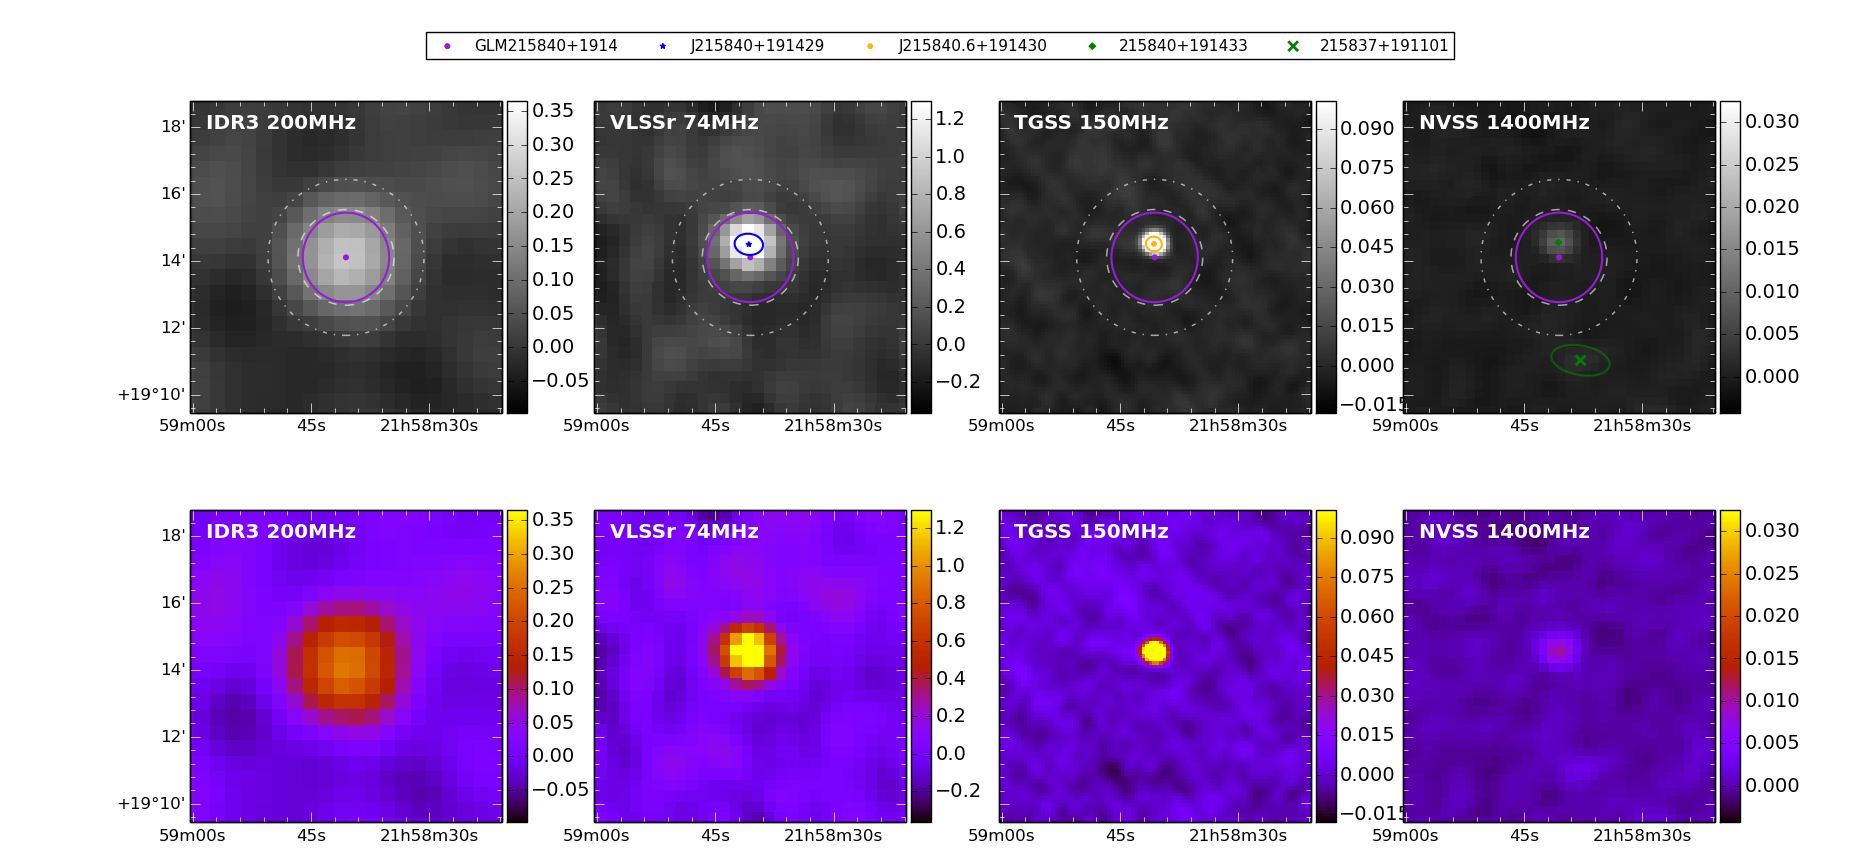 GLM215840+1914 J215840+191429 J215840.6+191430 215840+191433 215837+191101
IDR3 200MHz VLSSr 74MHz TGSS 150MHz NVSS 1400MHz
18' 16' 14' 12' +19°10'
0.35 0.30 0.25 0.20 0.15 0.10 0.05 0.00 −0.05
1.2 1.0 0.8 0.6 0.4 0.2 0.0 −0.2
0.090 0.075 0.060 0.045 0.030 0.015 0.000 −0.015
0.030 0.025 0.020 0.015 0.010 0.005 0.000
59m00s 45s 21h58m30s 59m00s 45s 21h58m30s 59m00s 45s 21h58m30s 59m00s 45s 21h58m30s
IDR3 200MHz VLSSr 74MHz TGSS 150MHz NVSS 1400MHz
18' 16' 14' 12' +19°10'
0.35 0.30 0.25 0.20 0.15 0.10 0.05 0.00 −0.05
1.2 1.0 0.8 0.6 0.4 0.2 0.0 −0.2
0.090 0.075 0.060 0.045 0.030 0.015 0.000 −0.015
0.030 0.025 0.020 0.015 0.010 0.005 0.000
59m00s 45s 21h58m30s 59m00s 45s 21h58m30s 59m00s 45s 21h58m30s 59m00s 45s 21h58m30s